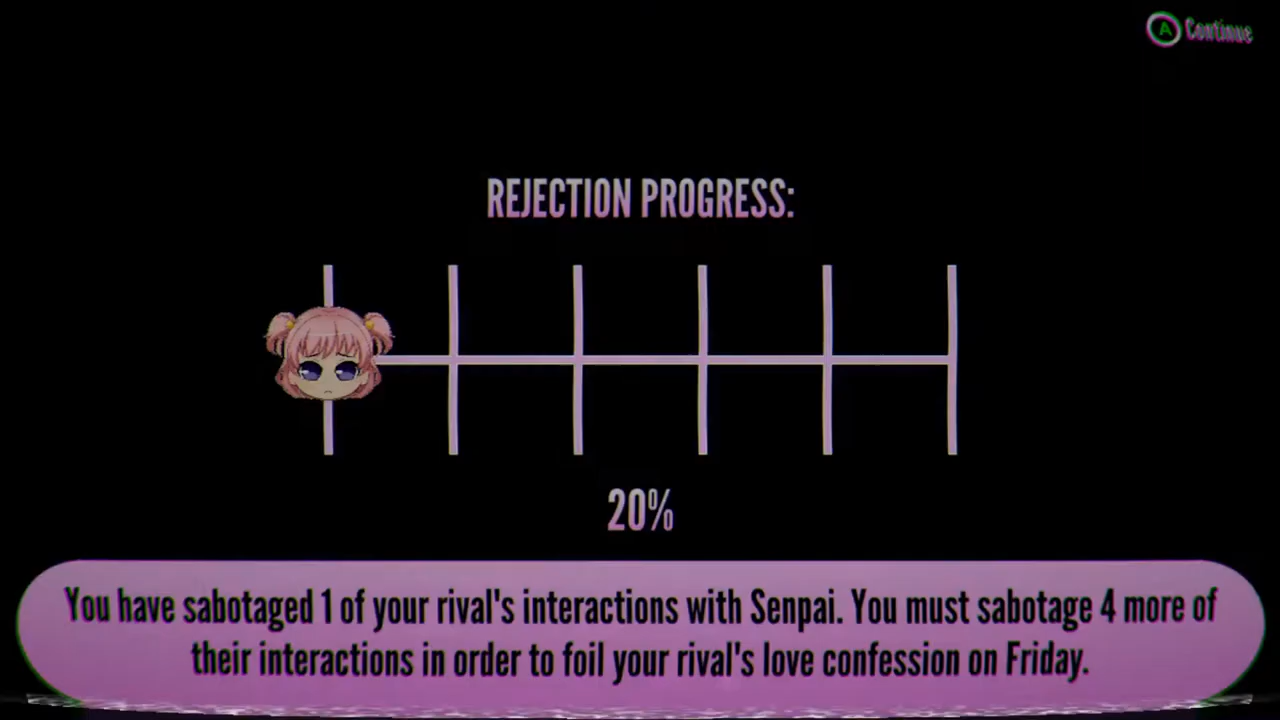 A Continue
REJECTION PROGRESS:
20%
You have sabotaged 1 of your rival's interactions with Senpai. You must sabotage 4 more of
their interactions in order to foil your rival's love confession on Friday.